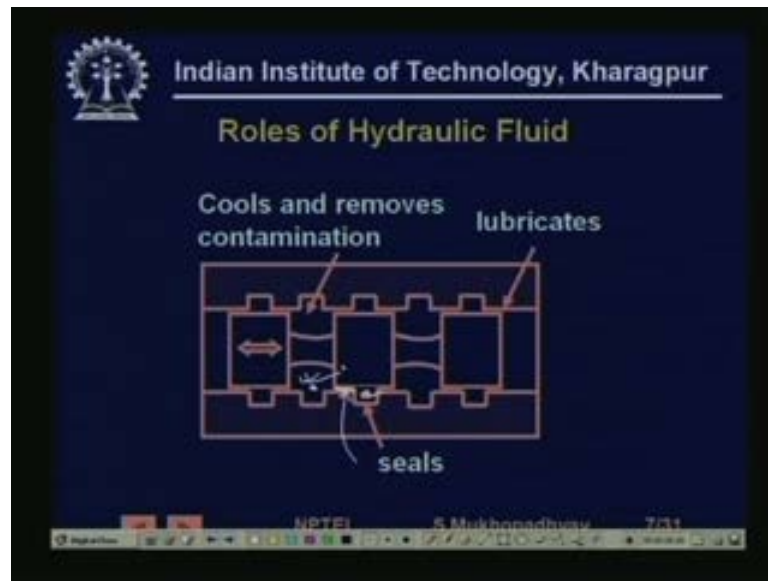 Indian Institute of Technology, Kharagpur
Roles of Hydraulic Fluid
Cools and removes
contamination
lubricates
seals
NPTEL S.Mukhopadhyay 7/31